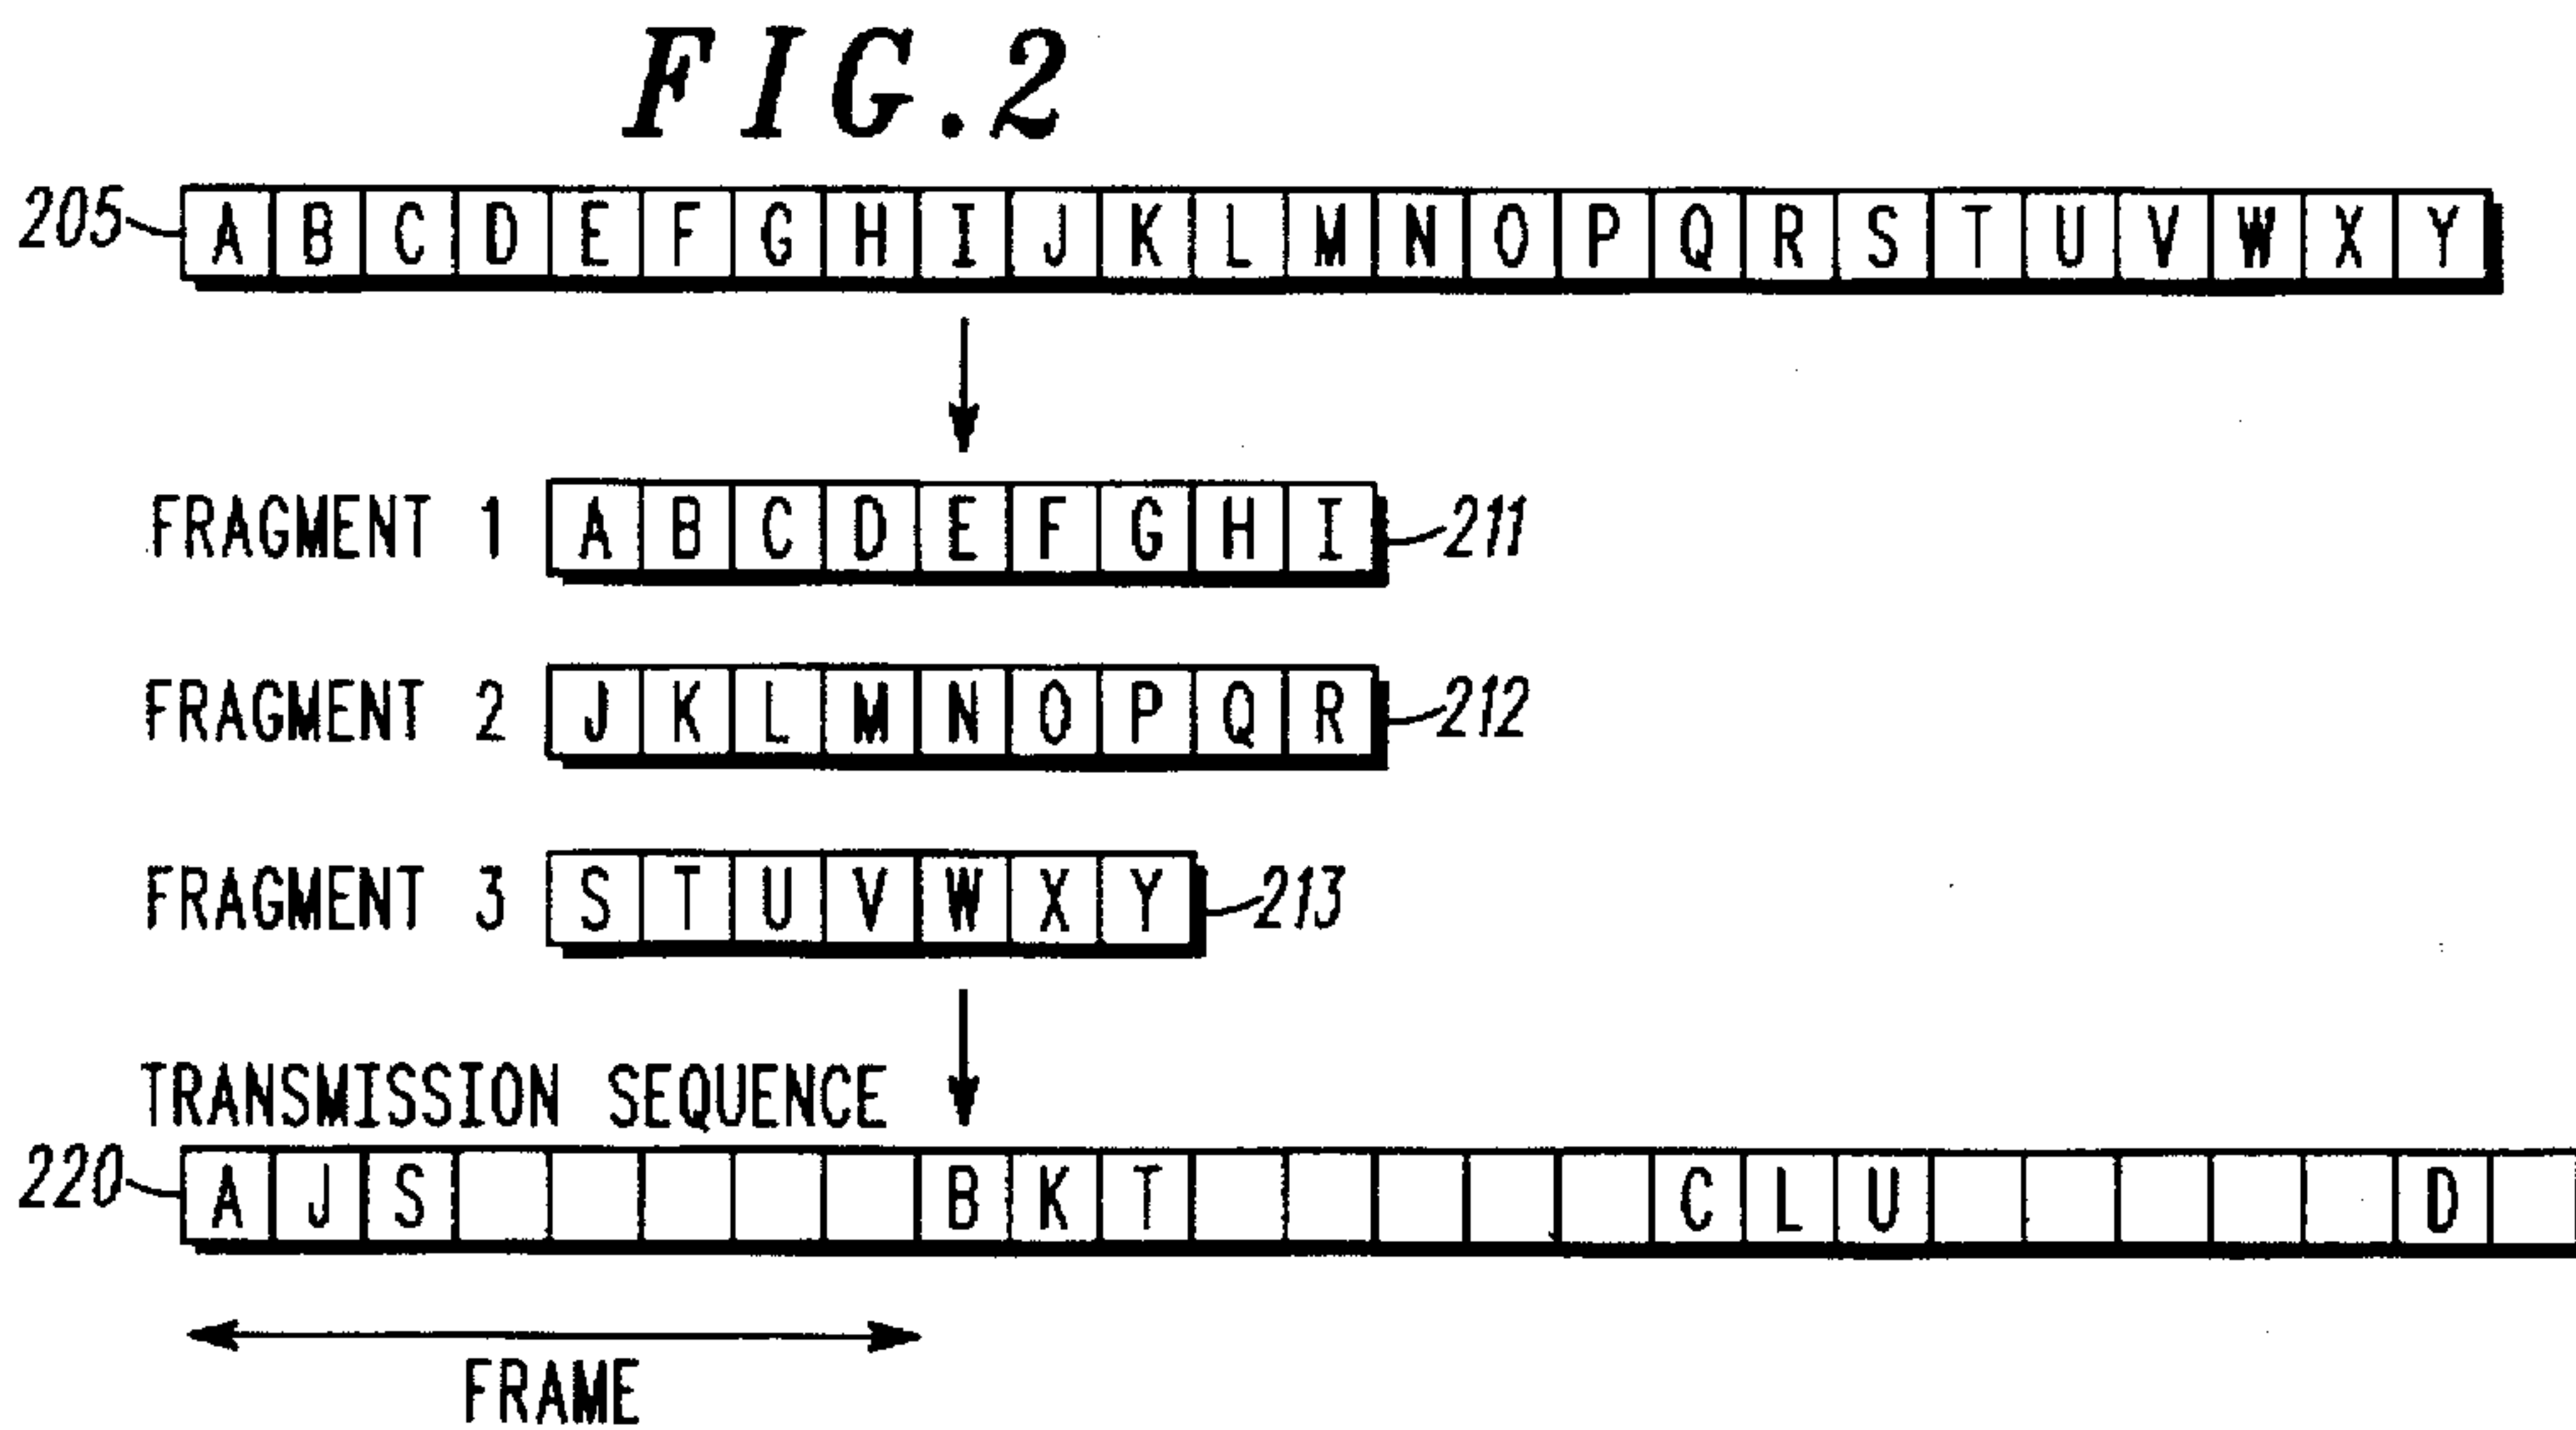 FIG.2
205 A B C D E F G H I J K L M N O P Q R S T U V W X Y
FRAGMENT 1 A B C D E F G H I 211
FRAGMENT 2 J K L M N O P Q R 212
FRAGMENT 3 S T U V W X Y 213
TRANSMISSION SEQUENCE
220 A J S B K T C L U D
FRAME